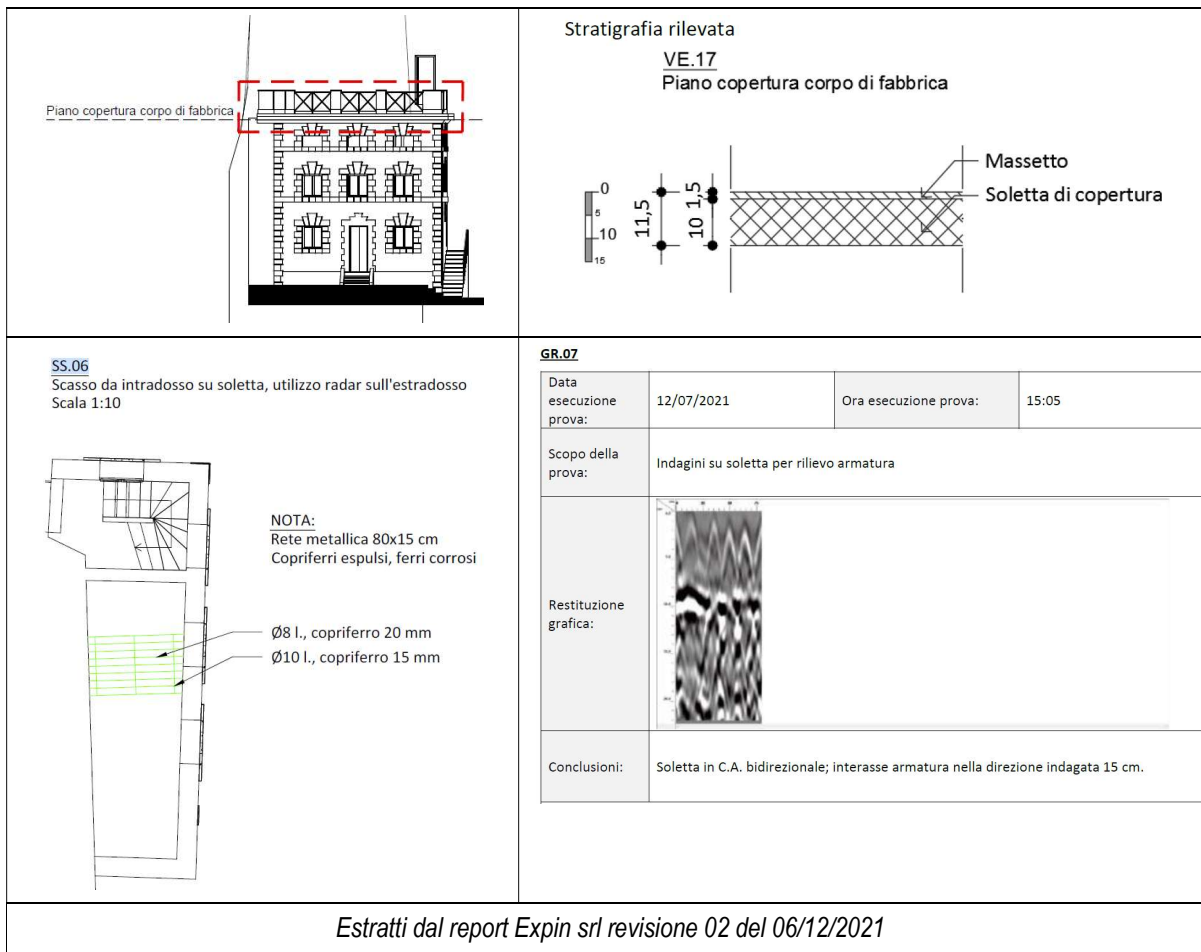 Piano copertura corpo di fabbrica
Stratigrafia rilevata
VE.17
Piano copertura corpo di fabbrica
0
5
10
15
11,5
10 1,5
Massetto
Soletta di copertura
SS.06
Scasso da intradosso su soletta, utilizzo radar sull'estradosso
Scala 1:10
NOTA:
Rete metallica 80x15 cm
Copriferri espulsi, ferri corrosi
Ø8 l., copriferro 20 mm
Ø10 l., copriferro 15 mm
GR.07
Data esecuzione prova: 12/07/2021 Ora esecuzione prova: 15:05
Scopo della prova: Indagini su soletta per rilievo armatura
Restituzione grafica:
Conclusioni: Soletta in C.A. bidirezionale; interasse armatura nella direzione indagata 15 cm.
Estratti dal report Expin srl revisione 02 del 06/12/2021